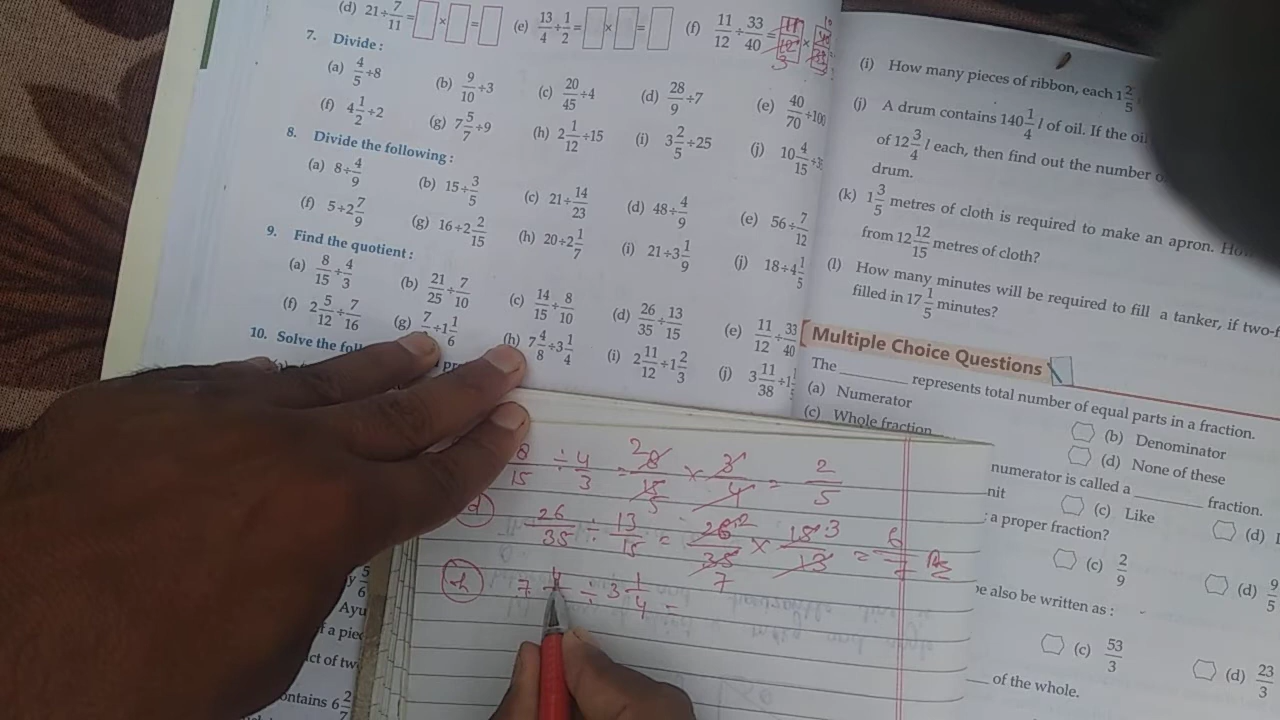 (d) 21÷7/11=□×□=□ (e) 13/4÷1/2=□×□=□ (f) 11/12÷33/40=
7. Divide :
(a) 4/5÷8 (b) 9/10÷3 (c) 20/45÷4 (d) 28/9÷7 (e) 40/70÷100
(f) 4 1/2÷2 (g) 7 5/7÷9 (h) 2 1/12÷15 (i) 3 2/5÷25 (j) 10 4/15÷
8. Divide the following :
(a) 8÷4/9 (b) 15÷3/5 (c) 21÷14/23 (d) 48÷4/9 (e) 56÷7/12
(f) 5÷2 7/9 (g) 16÷2 2/15 (h) 20÷2 1/7 (i) 21÷3 1/9 (j) 18÷4 1/5
9. Find the quotient :
(a) 8/15÷4/3 (b) 21/25÷7/10 (c) 14/15÷8/10 (d) 26/35÷13/15 (e) 11/12÷33/40
(f) 2 5/12÷7/16 (g) 7/ ÷1 1/6 (h) 7 4/8÷3 1/4 (i) 2 11/12÷1 2/3 (j) 3 11/38÷1
10. Solve the
(i) How many pieces of ribbon, each 1 2/5
(j) A drum contains 140 1/4 l of oil. If the oil
of 12 3/4 l each, then find out the number
drum.
(k) 1 3/5 metres of cloth is required to make an apron.
from 12 12/15 metres of cloth?
(l) How many minutes will be required to fill a tanker, if
filled in 17 1/5 minutes?
Multiple Choice Questions
The ________ represents total number of equal parts in a fraction.
(a) Numerator (b) Denominator
(c) Whole fraction (d) None of these
numerator is called a ________ fraction.
(c) Like (d)
a proper fraction?
(c) 2/9 (d) 9/5
be also be written as :
(c) 53/3 (d) 23/3
of the whole.
8/15 ÷ 4/3 = 8/15 × 3/4 = 2/5
(d) 26/35 ÷ 13/15 = 26/35 × 15/13 = 6/7 Ans
(h) 7 4/ ÷ 3 1/4 =